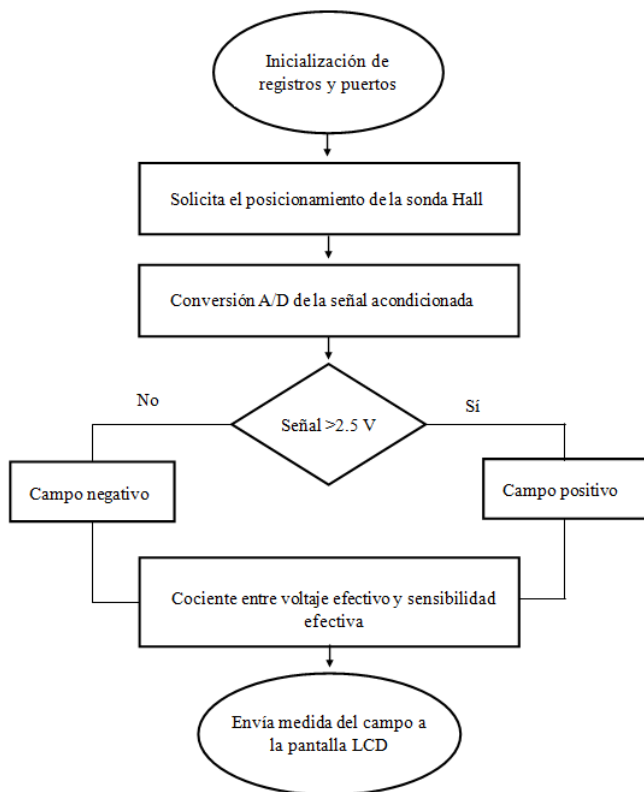 Inicialización de
registros y puertos
Solicita el posicionamiento de la sonda Hall
Conversión A/D de la señal acondicionada
No
Sí
Señal >2.5 V
Campo negativo
Campo positivo
Cociente entre voltaje efectivo y sensibilidad
efectiva
Envía medida del campo a
la pantalla LCD